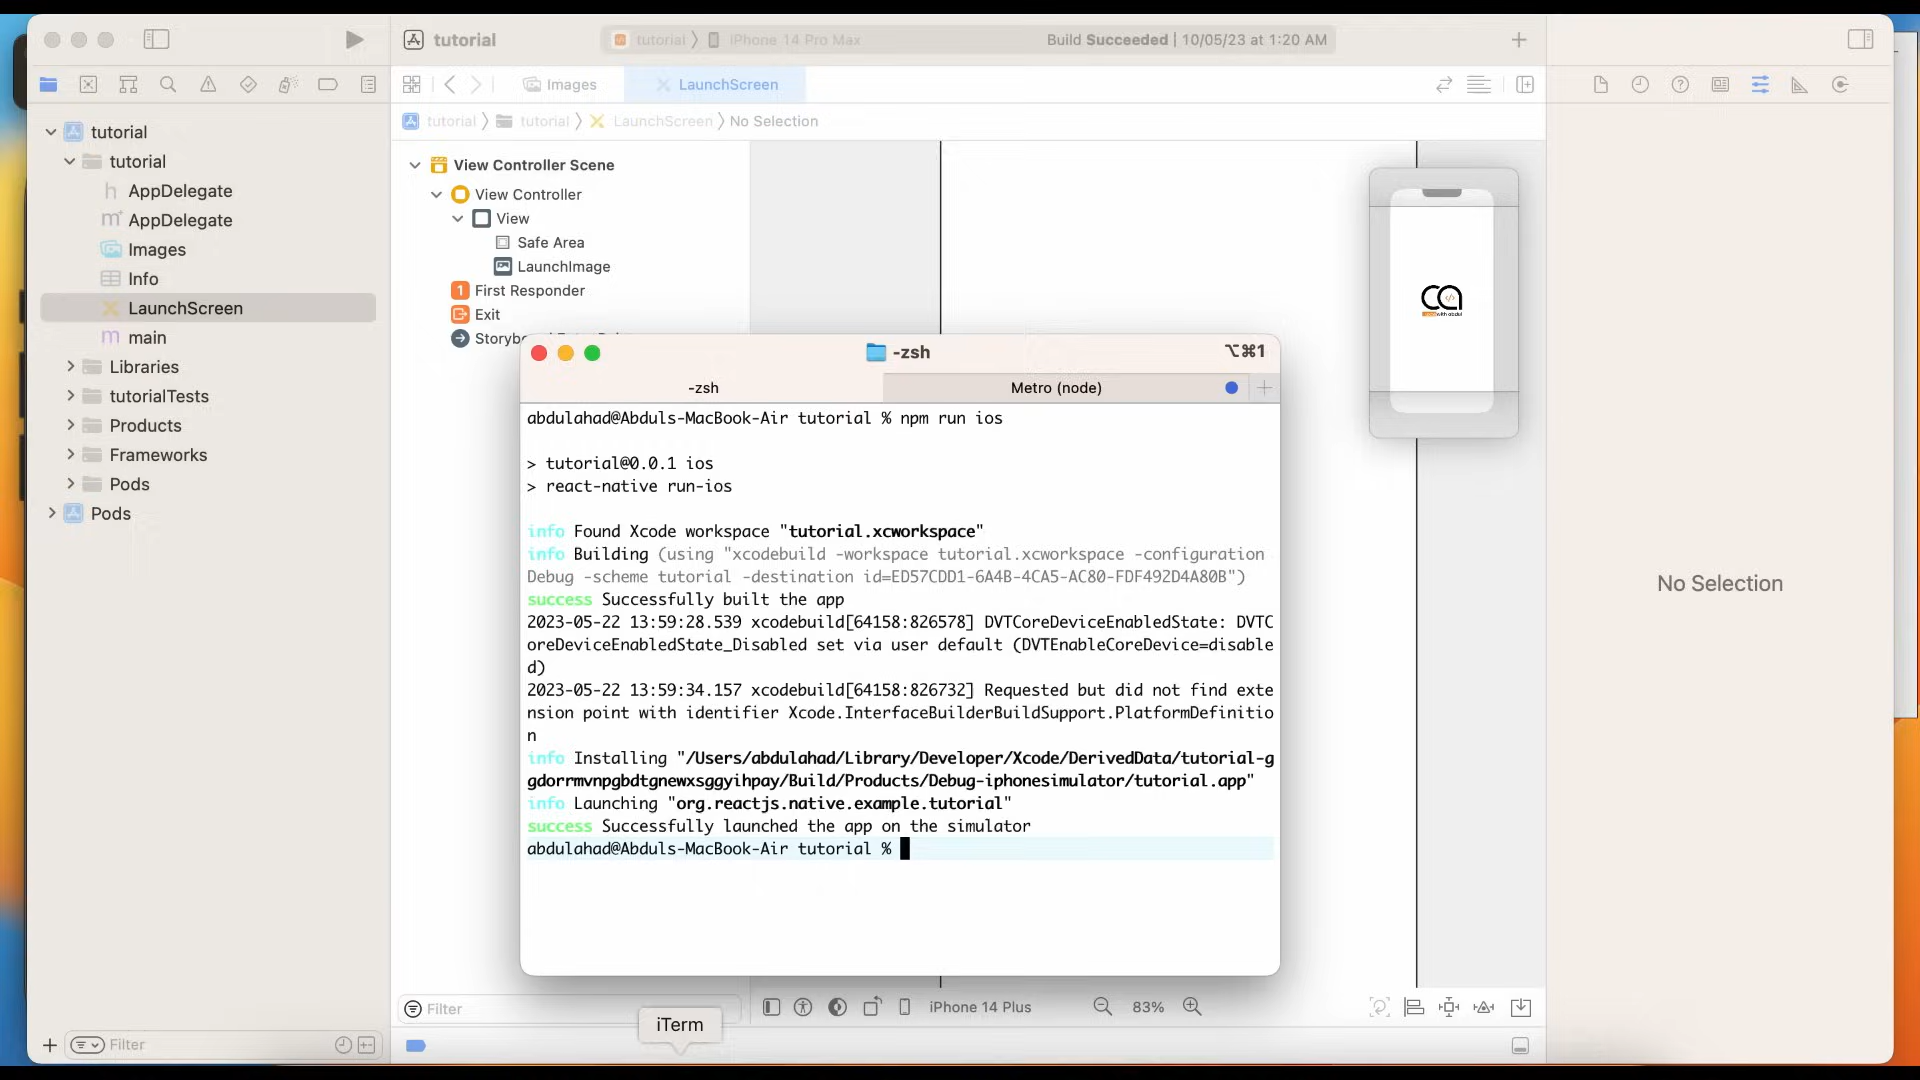 tutorial
tutorial
iPhone 14 Pro Max
Build Succeeded | 10/05/23 at 1:20 AM
Images
LaunchScreen
tutorial
tutorial
LaunchScreen
No Selection
tutorial
tutorial
h AppDelegate
m AppDelegate
Images
Info
LaunchScreen
m main
Libraries
tutorialTests
Products
Frameworks
Pods
Pods
View Controller Scene
View Controller
View
Safe Area
LaunchImage
1 First Responder
Exit
-zsh
⌥⌘1
-zsh
Metro (node)
abdulahad@Abduls-MacBook-Air tutorial % npm run ios
> tutorial@0.0.1 ios
> react-native run-ios
info Found Xcode workspace "tutorial.xcworkspace"
info Building (using "xcodebuild -workspace tutorial.xcworkspace -configuration
Debug -scheme tutorial -destination id=ED57CDD1-6A4B-4CA5-AC80-FDF492D4A80B")
success Successfully built the app
2023-05-22 13:59:28.539 xcodebuild[64158:826578] DVTCoreDeviceEnabledState: DVTC
oreDeviceEnabledState_Disabled set via user default (DVTEnableCoreDevice=disable
d)
2023-05-22 13:59:34.157 xcodebuild[64158:826732] Requested but did not find exte
nsion point with identifier Xcode.InterfaceBuilderBuildSupport.PlatformDefinitio
n
info Installing "/Users/abdulahad/Library/Developer/Xcode/DerivedData/tutorial-g
gdorrmvnpgbdtgnewxsggyihpay/Build/Products/Debug-iphonesimulator/tutorial.app"
info Launching "org.reactjs.native.example.tutorial"
success Successfully launched the app on the simulator
abdulahad@Abduls-MacBook-Air tutorial %
ca
with abdul
No Selection
Filter
iPhone 14 Plus
83%
iTerm
Filter